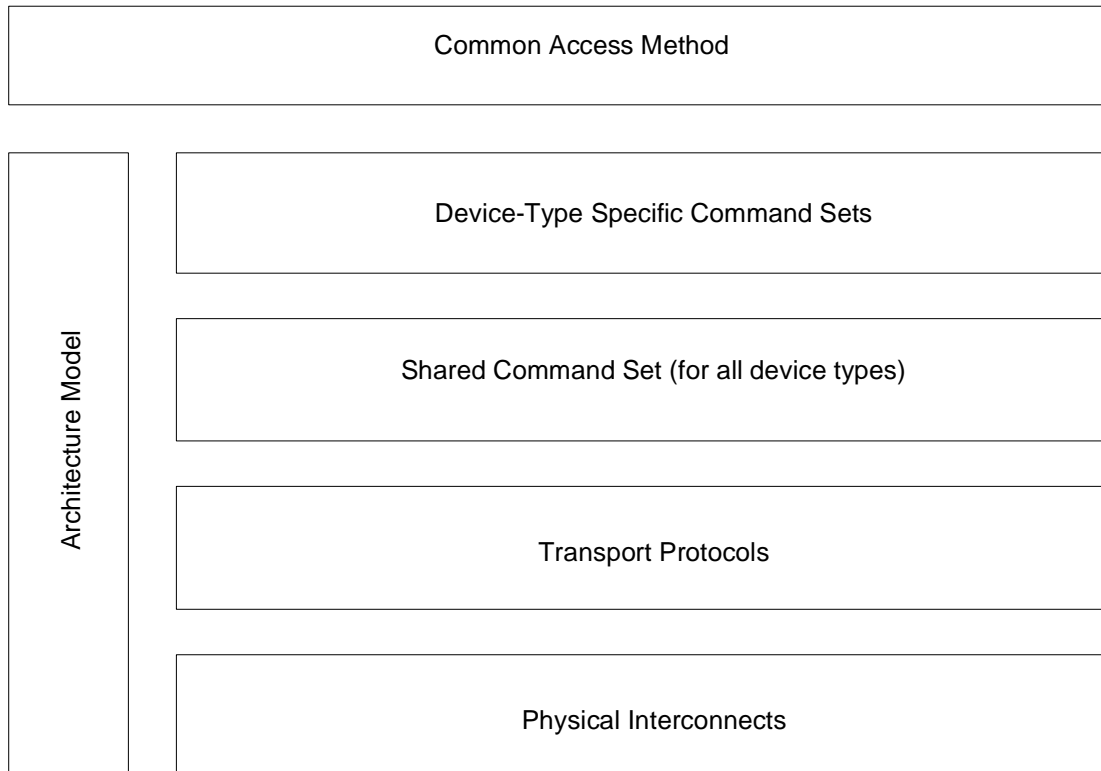 Common Access Method
Architecture Model
Device-Type Specific Command Sets
Shared Command Set (for all device types)
Transport Protocols
Physical Interconnects